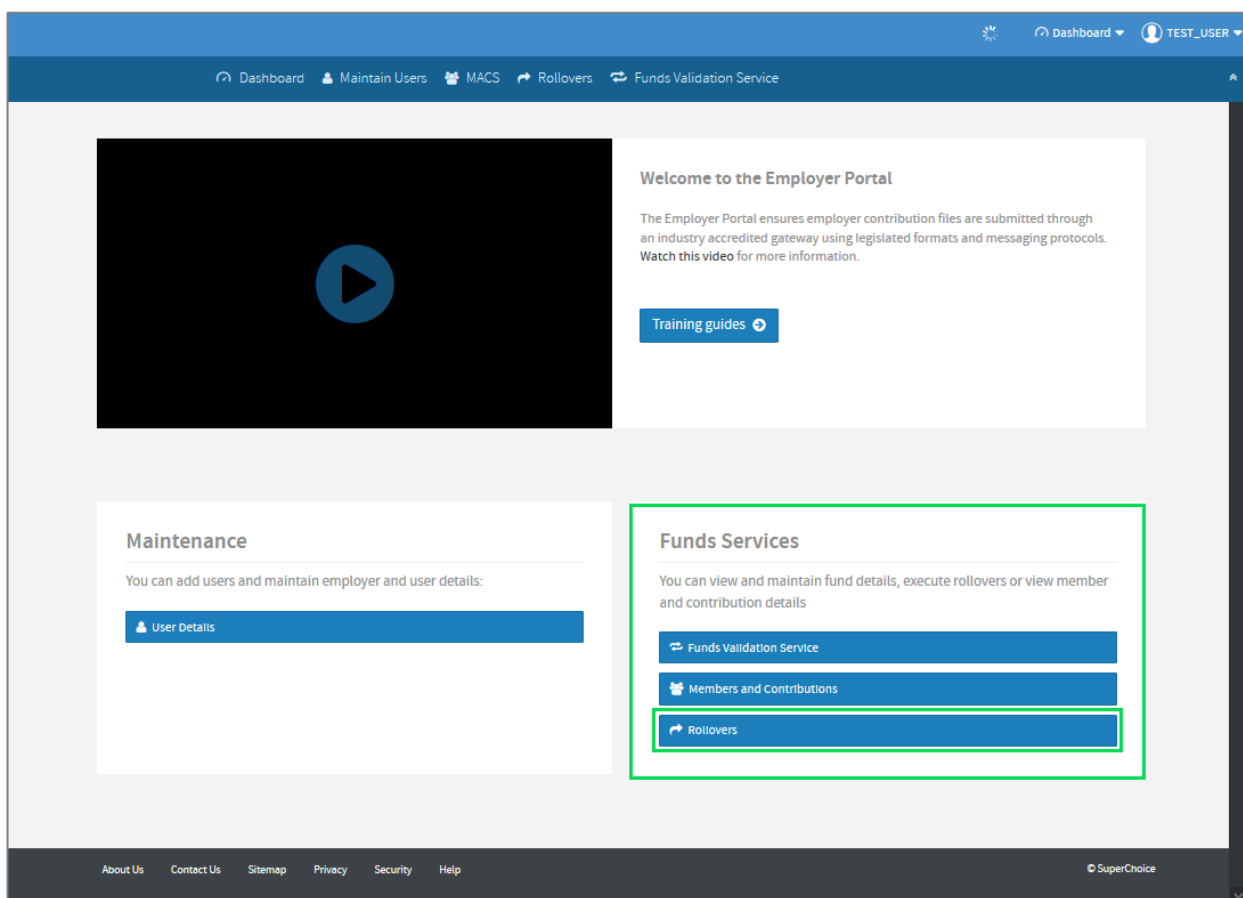 Dashboard TEST_USER
Dashboard Maintain Users MACS Rollovers Funds Validation Service
Welcome to the Employer Portal
The Employer Portal ensures employer contribution files are submitted through
an industry accredited gateway using legislated formats and messaging protocols.
Watch this video for more information.
Training guides
Maintenance
You can add users and maintain employer and user details:
User Details
Funds Services
You can view and maintain fund details, execute rollovers or view member
and contribution details
Funds Validation Service
Members and Contributions
Rollovers
About Us Contact Us Sitemap Privacy Security Help © SuperChoice